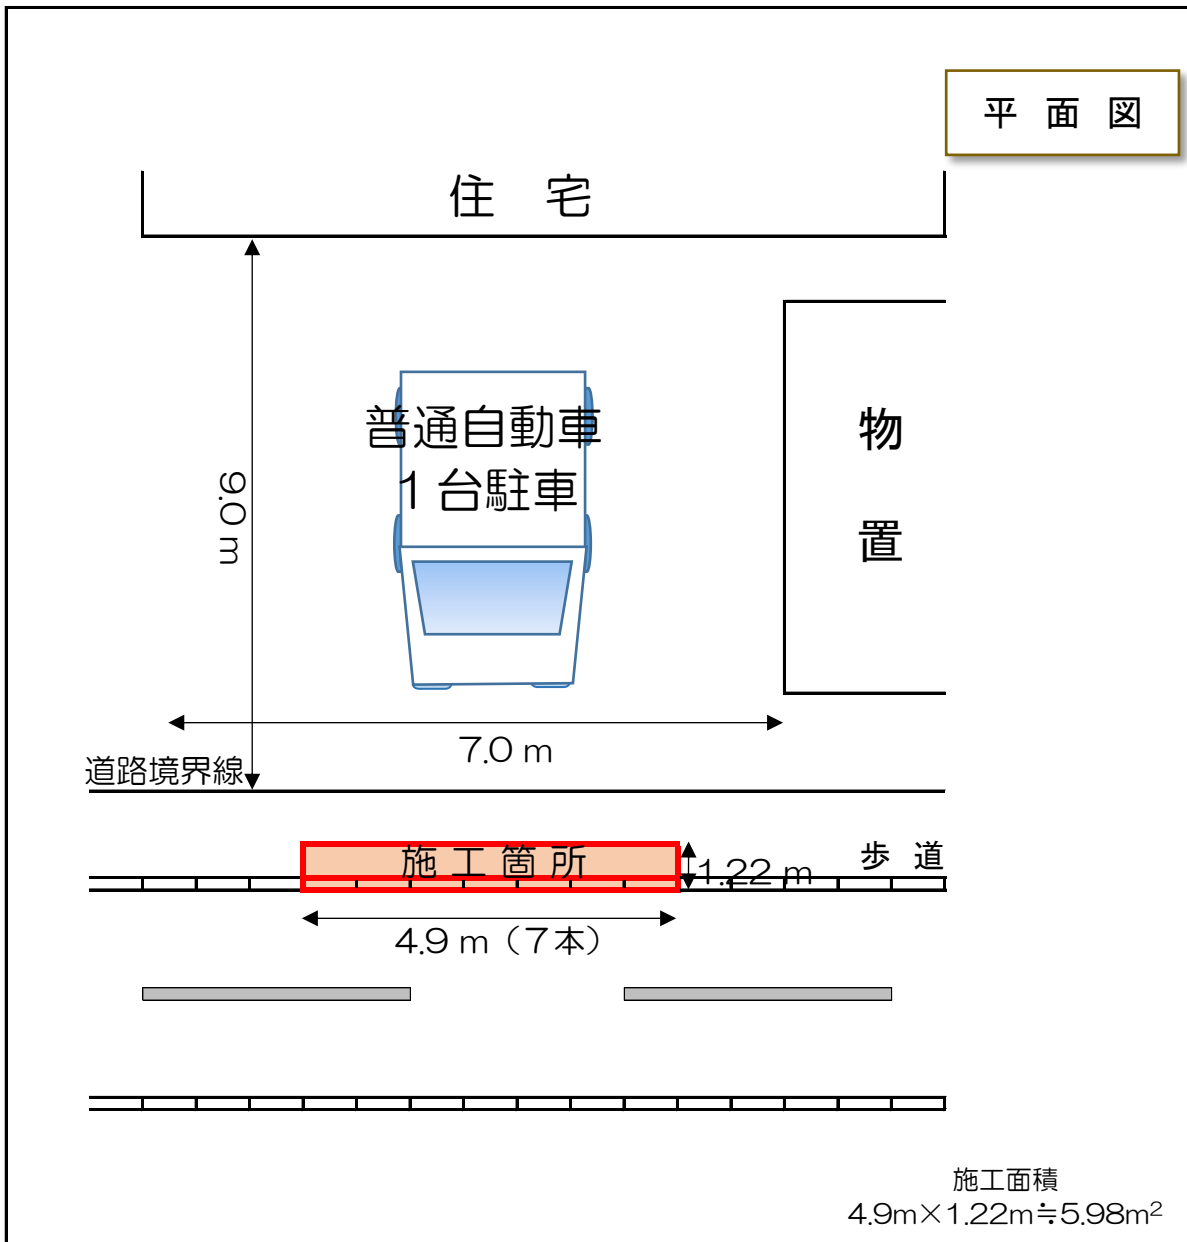 平 面 図
住 宅
普通自動車
1台駐車
物
置
9.0 m
7.0 m
道路境界線
施工箇所
1.22 m
歩 道
4.9 m（7本）
施工面積
4.9m×1.22m≒5.98m²